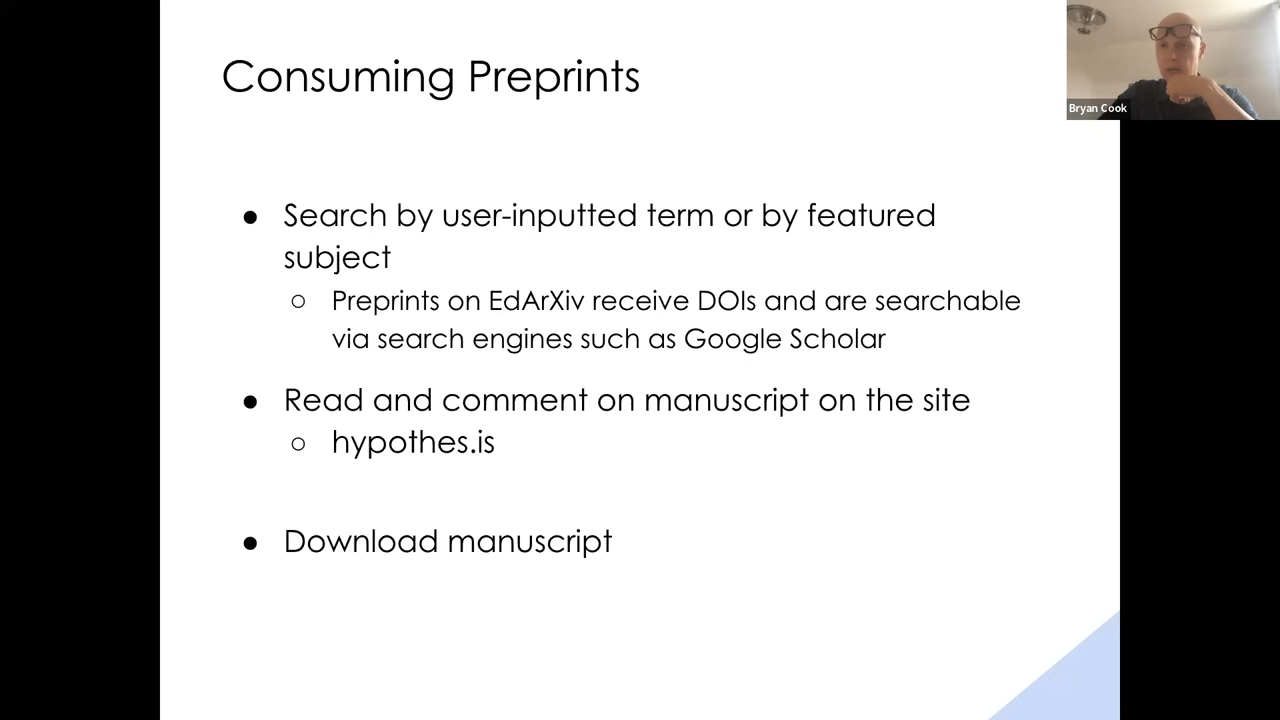 Consuming Preprints
Bryan Cook
● Search by user-inputted term or by featured
subject
○ Preprints on EdArXiv receive DOIs and are searchable
via search engines such as Google Scholar
● Read and comment on manuscript on the site
○ hypothes.is
● Download manuscript